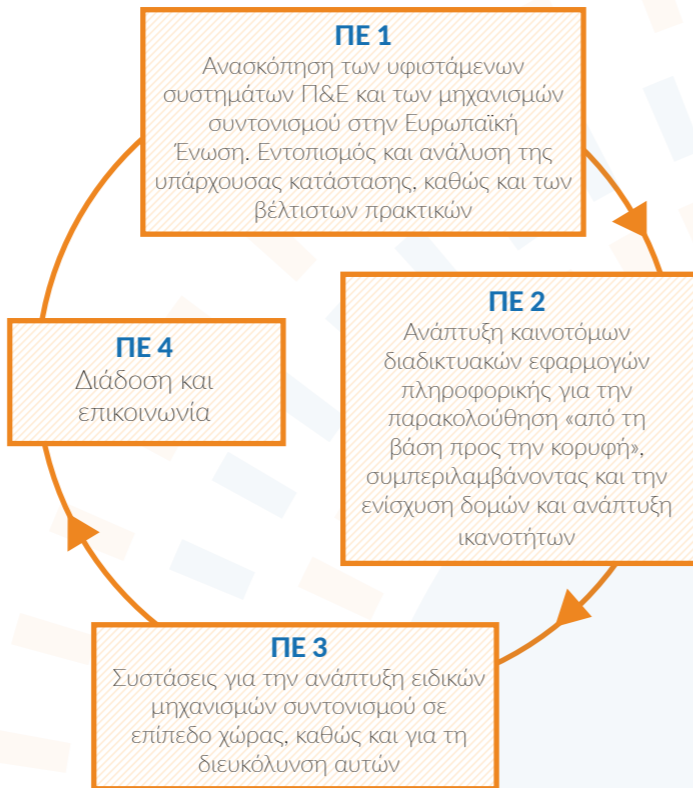 ΠΕ 1
Ανασκόπηση των υφιστάμενων
συστημάτων Π&Ε και των μηχανισμών
συντονισμού στην Ευρωπαϊκή
Ένωση. Εντοπισμός και ανάλυση της
υπάρχουσας κατάστασης, καθώς και των
βέλτιστων πρακτικών
ΠΕ 2
Ανάπτυξη καινοτόμων
διαδικτυακών εφαρμογών
πληροφορικής για την
παρακολούθηση «από τη
βάση προς την κορυφή»,
συμπεριλαμβάνοντας και την
ενίσχυση δομών και ανάπτυξη
ικανοτήτων
ΠΕ 3
Συστάσεις για την ανάπτυξη ειδικών
μηχανισμών συντονισμού σε
επίπεδο χώρας, καθώς και για τη
διευκόλυνση αυτών
ΠΕ 4
Διάδοση και
επικοινωνία